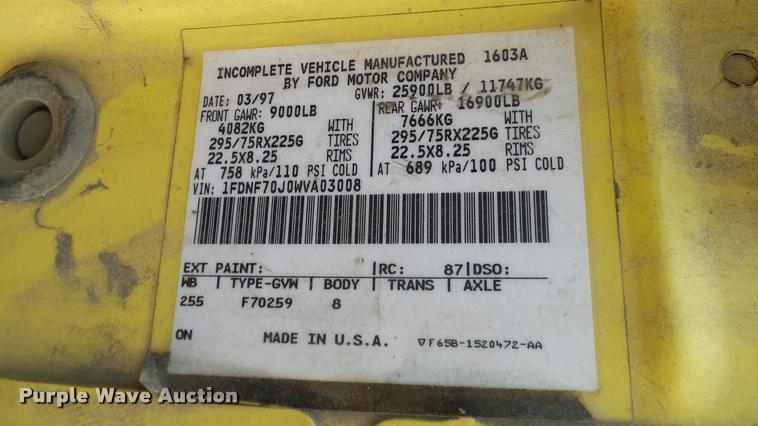 INCOMPLETE VEHICLE MANUFACTURED 1603A
BY FORD MOTOR COMPANY
DATE: 03/97 GVWR: 25900LB / 11747KG
FRONT GAWR: 9000LB REAR GAWR: 16900LB
4082KG WITH 7666KG WITH
295/75RX225G TIRES 295/75RX225G TIRES
22.5X8.25 RIMS 22.5X8.25 RIMS
AT 758 kPa/110 PSI COLD AT 689 kPa/100 PSI COLD
VIN: 1FDNF70J0WVA03008
EXT PAINT: RC: 87 DSO:
WB TYPE-GVW BODY TRANS AXLE
255 F70259 8
ON MADE IN U.S.A. ▽F65B-1520472-AA
Purple Wave Auction